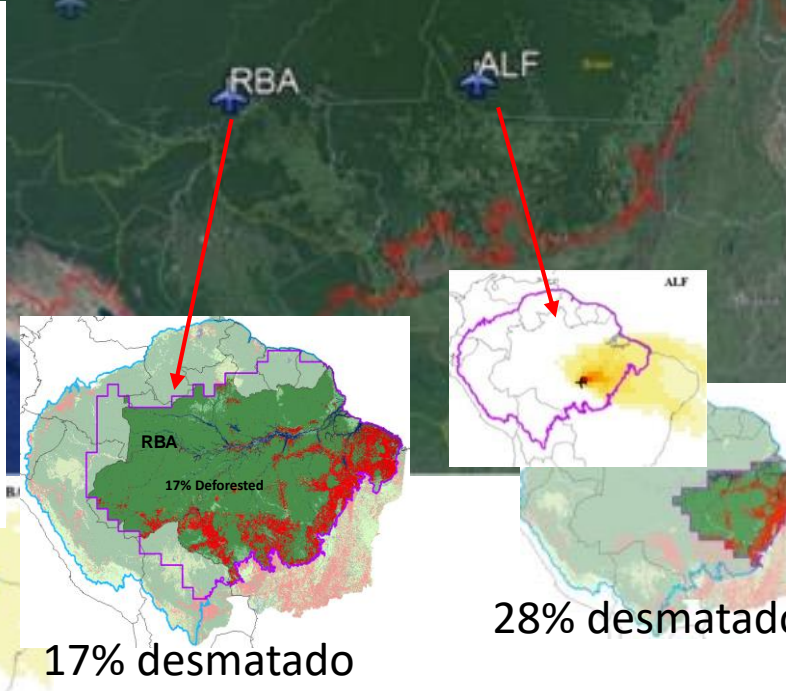 RBA
ALF
ALF
RBA
17% Deforested
28% desmatado
17% desmatado